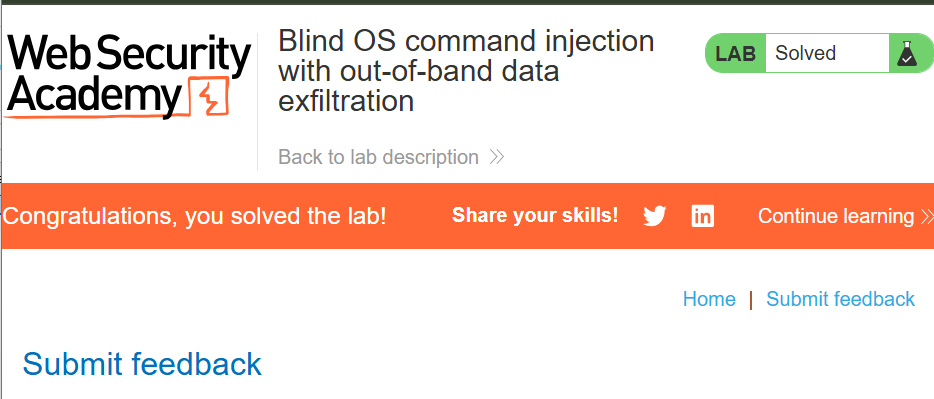 Web Security
Academy
Blind OS command injection
with out-of-band data
exfiltration
LAB Solved
Back to lab description
Congratulations, you solved the lab! Share your skills! Continue learning
Home | Submit feedback
Submit feedback